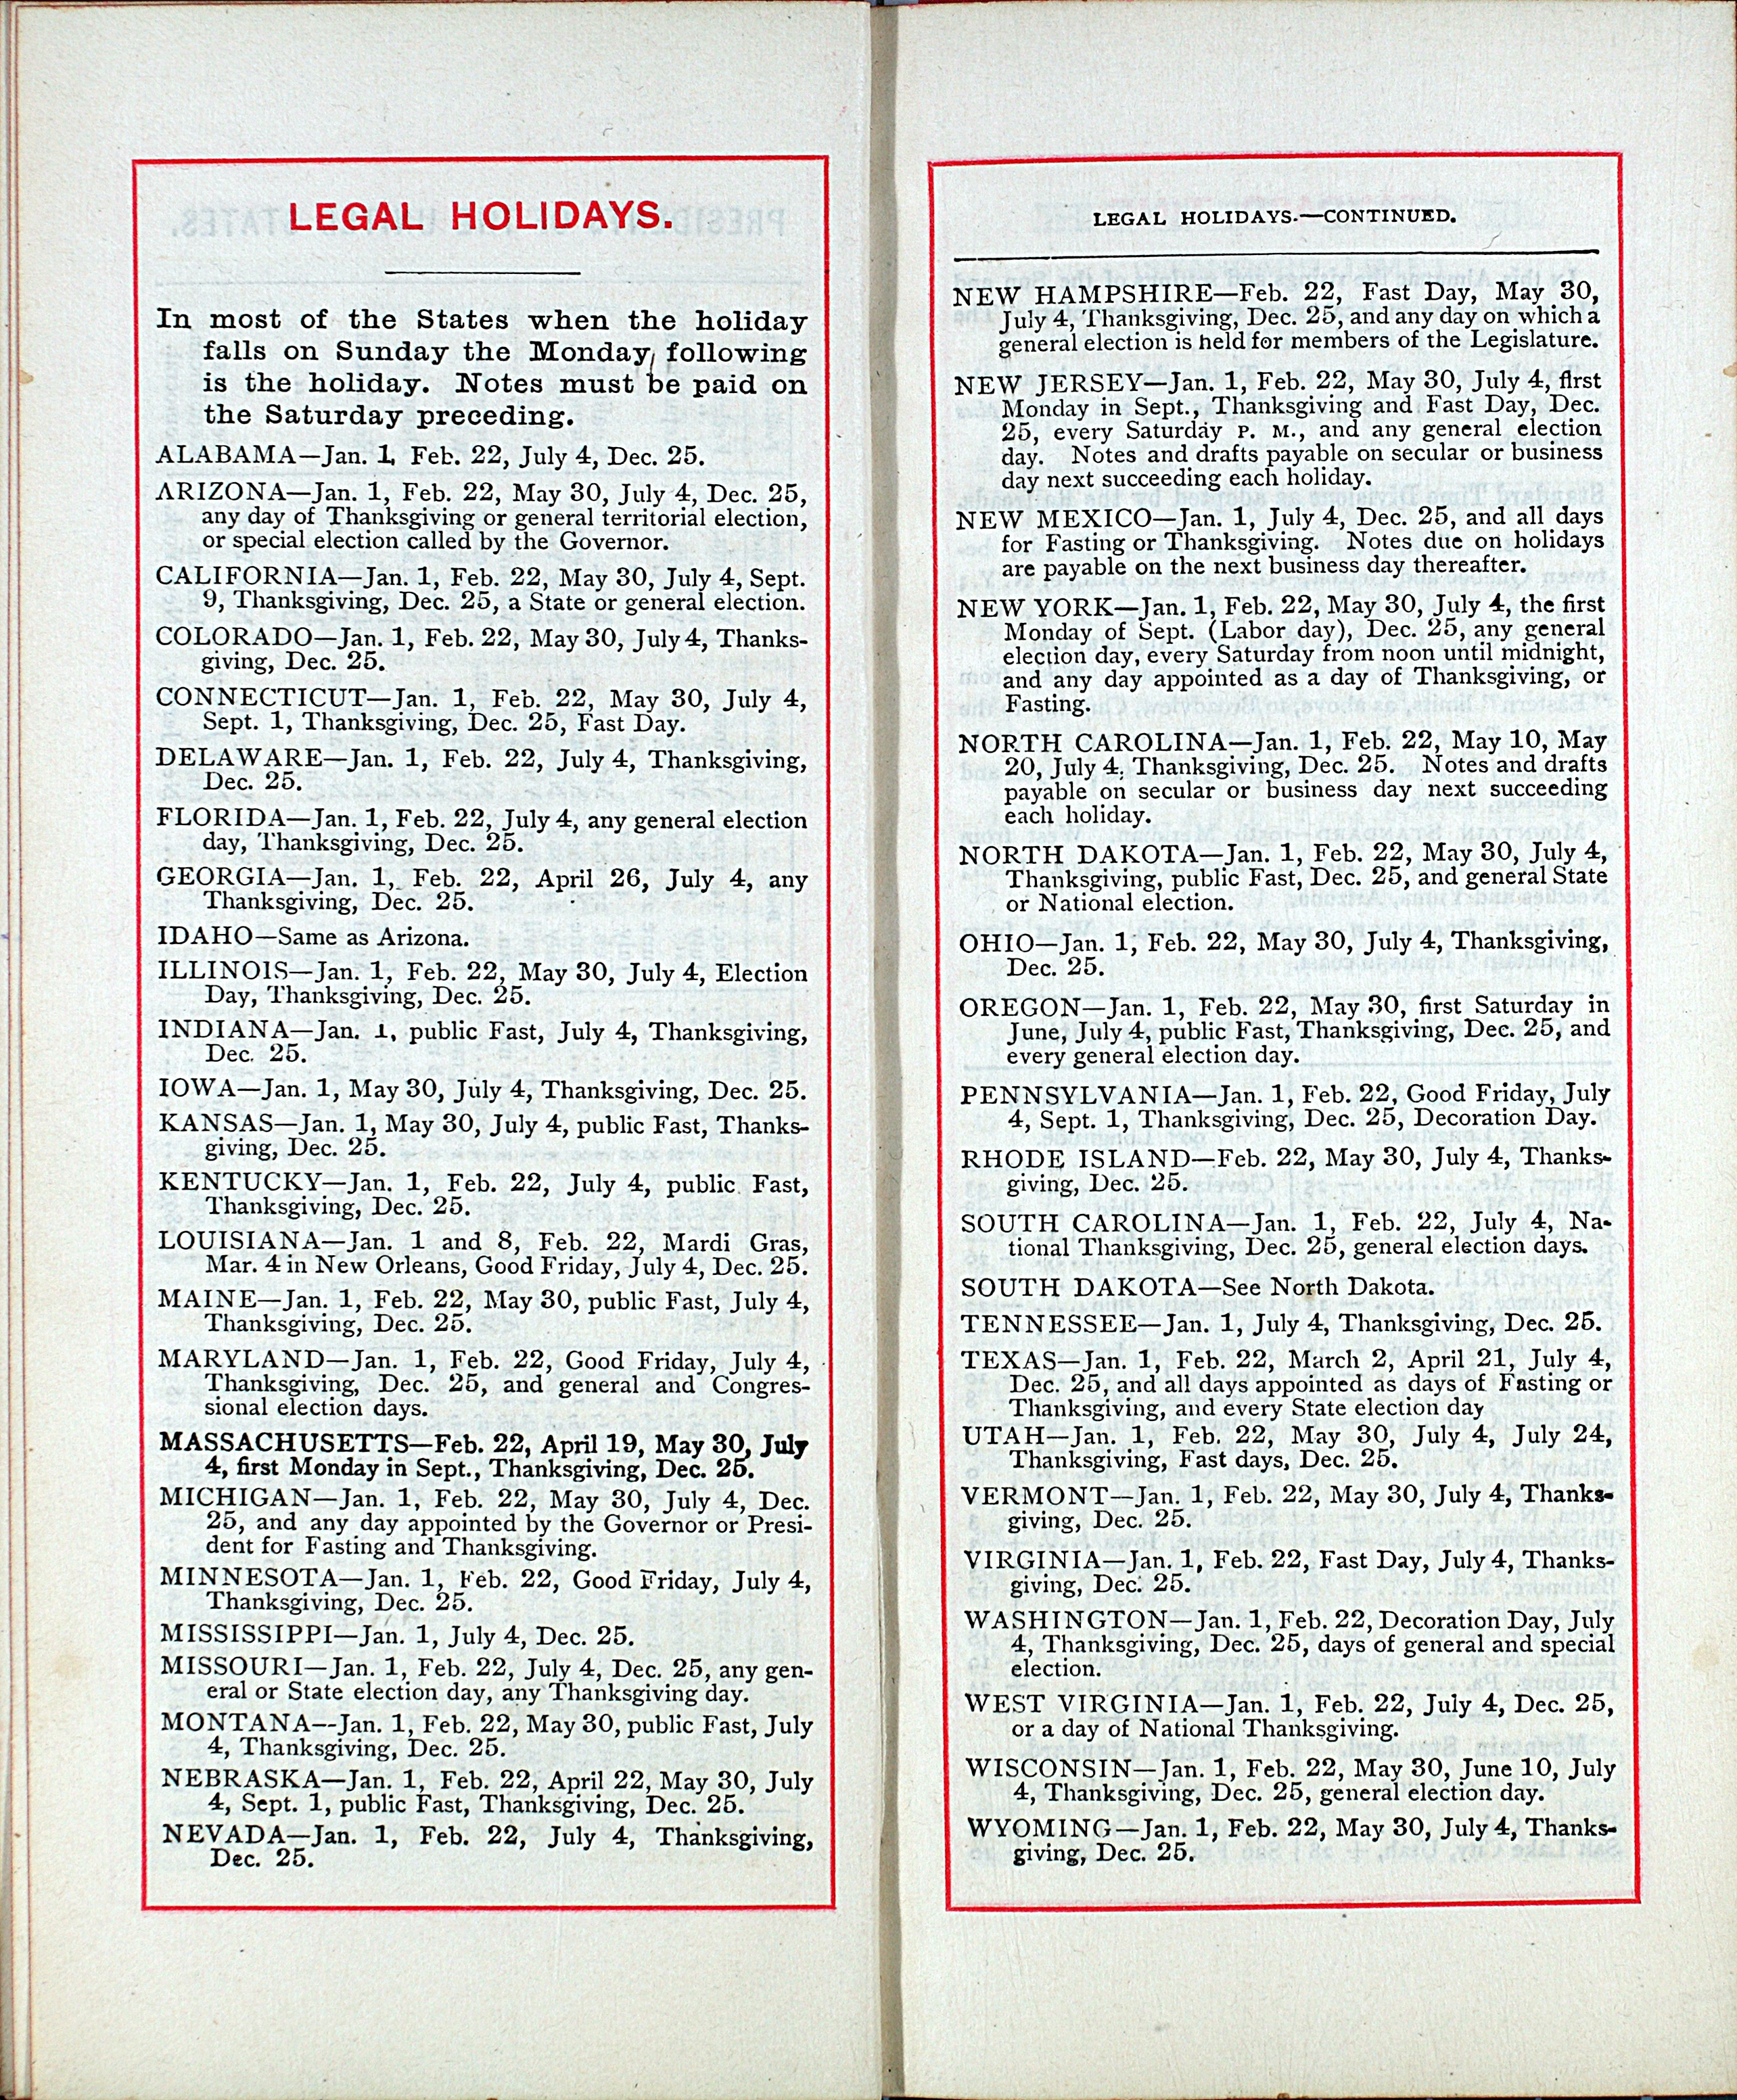 LEGAL HOLIDAYS.
In most of the States when the holiday
falls on Sunday the Monday following
is the holiday. Notes must be paid on
the Saturday preceding.
ALABAMA—Jan. 1, Feb. 22, July 4, Dec. 25.
ARIZONA—Jan. 1, Feb. 22, May 30, July 4, Dec. 25,
any day of Thanksgiving or general territorial election,
or special election called by the Governor.
CALIFORNIA—Jan. 1, Feb. 22, May 30, July 4, Sept.
9, Thanksgiving, Dec. 25, a State or general election.
COLORADO—Jan. 1, Feb. 22, May 30, July 4, Thanks-
giving, Dec. 25.
CONNECTICUT—Jan. 1, Feb. 22, May 30, July 4,
Sept. 1, Thanksgiving, Dec. 25, Fast Day.
DELAWARE—Jan. 1, Feb. 22, July 4, Thanksgiving,
Dec. 25.
FLORIDA—Jan. 1, Feb. 22, July 4, any general election
day, Thanksgiving, Dec. 25.
GEORGIA—Jan. 1, Feb. 22, April 26, July 4, any
Thanksgiving, Dec. 25.
IDAHO—Same as Arizona.
ILLINOIS—Jan. 1, Feb. 22, May 30, July 4, Election
Day, Thanksgiving, Dec. 25.
INDIANA—Jan. 1, public Fast, July 4, Thanksgiving,
Dec. 25.
IOWA—Jan. 1, May 30, July 4, Thanksgiving, Dec. 25.
KANSAS—Jan. 1, May 30, July 4, public Fast, Thanks-
giving, Dec. 25.
KENTUCKY—Jan. 1, Feb. 22, July 4, public Fast,
Thanksgiving, Dec. 25.
LOUISIANA—Jan. 1 and 8, Feb. 22, Mardi Gras,
Mar. 4 in New Orleans, Good Friday, July 4, Dec. 25.
MAINE—Jan. 1, Feb. 22, May 30, public Fast, July 4,
Thanksgiving, Dec. 25.
MARYLAND—Jan. 1, Feb. 22, Good Friday, July 4,
Thanksgiving, Dec. 25, and general and Congres-
sional election days.
MASSACHUSETTS—Feb. 22, April 19, May 30, July
4, first Monday in Sept., Thanksgiving, Dec. 25.
MICHIGAN—Jan. 1, Feb. 22, May 30, July 4, Dec.
25, and any day appointed by the Governor or Presi-
dent for Fasting and Thanksgiving.
MINNESOTA—Jan. 1, Feb. 22, Good Friday, July 4,
Thanksgiving, Dec. 25.
MISSISSIPPI—Jan. 1, July 4, Dec. 25.
MISSOURI—Jan. 1, Feb. 22, July 4, Dec. 25, any gen-
eral or State election day, any Thanksgiving day.
MONTANA--Jan. 1, Feb. 22, May 30, public Fast, July
4, Thanksgiving, Dec. 25.
NEBRASKA—Jan. 1, Feb. 22, April 22, May 30, July
4, Sept. 1, public Fast, Thanksgiving, Dec. 25.
NEVADA—Jan. 1, Feb. 22, July 4, Thanksgiving,
Dec. 25.
LEGAL HOLIDAYS.—CONTINUED.
NEW HAMPSHIRE—Feb. 22, Fast Day, May 30,
July 4, Thanksgiving, Dec. 25, and any day on which a
general election is held for members of the Legislature.
NEW JERSEY—Jan. 1, Feb. 22, May 30, July 4, first
Monday in Sept., Thanksgiving and Fast Day, Dec.
25, every Saturday P. M., and any general election
day. Notes and drafts payable on secular or business
day next succeeding each holiday.
NEW MEXICO—Jan. 1, July 4, Dec. 25, and all days
for Fasting or Thanksgiving. Notes due on holidays
are payable on the next business day thereafter.
NEW YORK—Jan. 1, Feb. 22, May 30, July 4, the first
Monday of Sept. (Labor day), Dec. 25, any general
election day, every Saturday from noon until midnight,
and any day appointed as a day of Thanksgiving, or
Fasting.
NORTH CAROLINA—Jan. 1, Feb. 22, May 10, May
20, July 4, Thanksgiving, Dec. 25. Notes and drafts
payable on secular or business day next succeeding
each holiday.
NORTH DAKOTA—Jan. 1, Feb. 22, May 30, July 4,
Thanksgiving, public Fast, Dec. 25, and general State
or National election.
OHIO—Jan. 1, Feb. 22, May 30, July 4, Thanksgiving,
Dec. 25.
OREGON—Jan. 1, Feb. 22, May 30, first Saturday in
June, July 4, public Fast, Thanksgiving, Dec. 25, and
every general election day.
PENNSYLVANIA—Jan. 1, Feb. 22, Good Friday, July
4, Sept. 1, Thanksgiving, Dec. 25, Decoration Day.
RHODE ISLAND—Feb. 22, May 30, July 4, Thanks-
giving, Dec. 25.
SOUTH CAROLINA—Jan. 1, Feb. 22, July 4, Na-
tional Thanksgiving, Dec. 25, general election days.
SOUTH DAKOTA—See North Dakota.
TENNESSEE—Jan. 1, July 4, Thanksgiving, Dec. 25.
TEXAS—Jan. 1, Feb. 22, March 2, April 21, July 4,
Dec. 25, and all days appointed as days of Fasting or
Thanksgiving, and every State election day
UTAH—Jan. 1, Feb. 22, May 30, July 4, July 24,
Thanksgiving, Fast days, Dec. 25.
VERMONT—Jan. 1, Feb. 22, May 30, July 4, Thanks-
giving, Dec. 25.
VIRGINIA—Jan. 1, Feb. 22, Fast Day, July 4, Thanks-
giving, Dec. 25.
WASHINGTON—Jan. 1, Feb. 22, Decoration Day, July
4, Thanksgiving, Dec. 25, days of general and special
election.
WEST VIRGINIA—Jan. 1, Feb. 22, July 4, Dec. 25,
or a day of National Thanksgiving.
WISCONSIN—Jan. 1, Feb. 22, May 30, June 10, July
4, Thanksgiving, Dec. 25, general election day.
WYOMING—Jan. 1, Feb. 22, May 30, July 4, Thanks-
giving, Dec. 25.